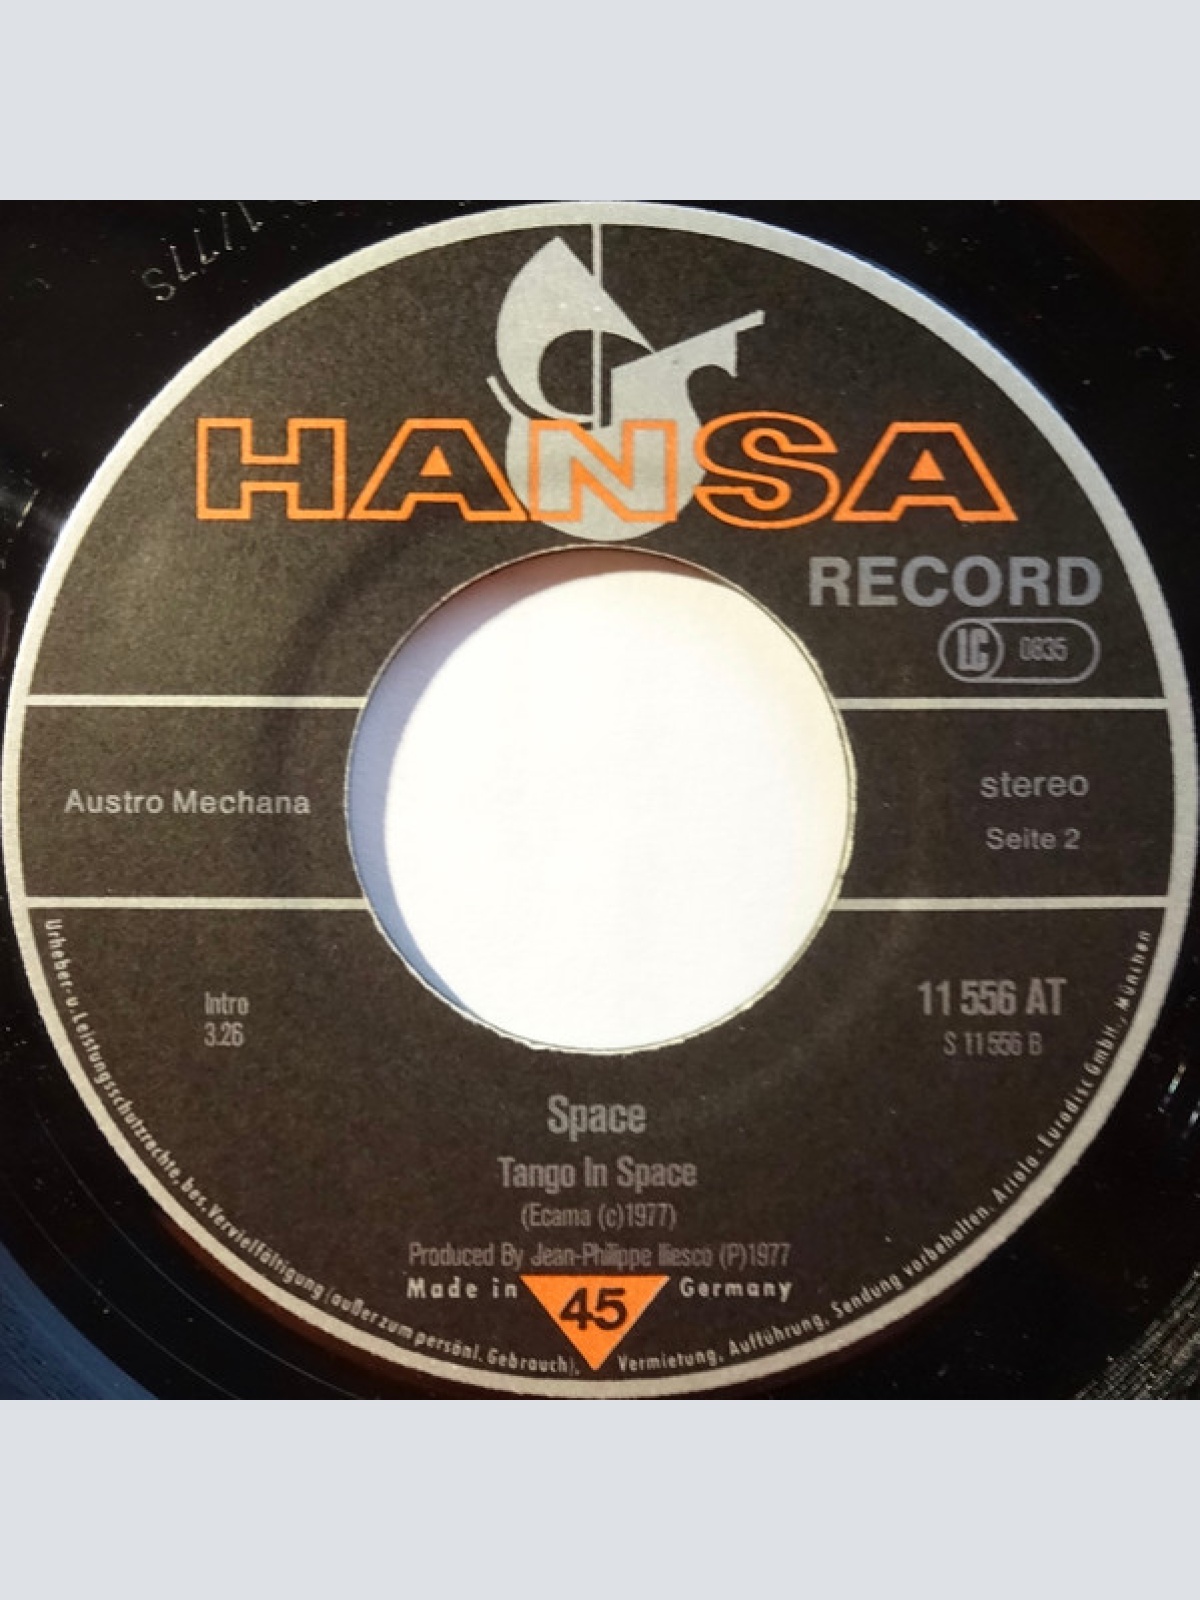 HANSA
RECORD
LC 0835
Austro Mechana
stereo
Seite 2
Intro
3.26
11 556 AT
S 11 556 B
Space
Tango In Space
(Ecama (c)1977)
Produced By Jean-Philippe Iliesco (P)1977
Made in 45 Germany
Urheber- u. Leistungsschutzrechte, bes. Vervielfältigung (außer zum persönl. Gebrauch), Vermietung, Aufführung, Sendung vorbehalten. Ariola-Eurodisc GmbH., München